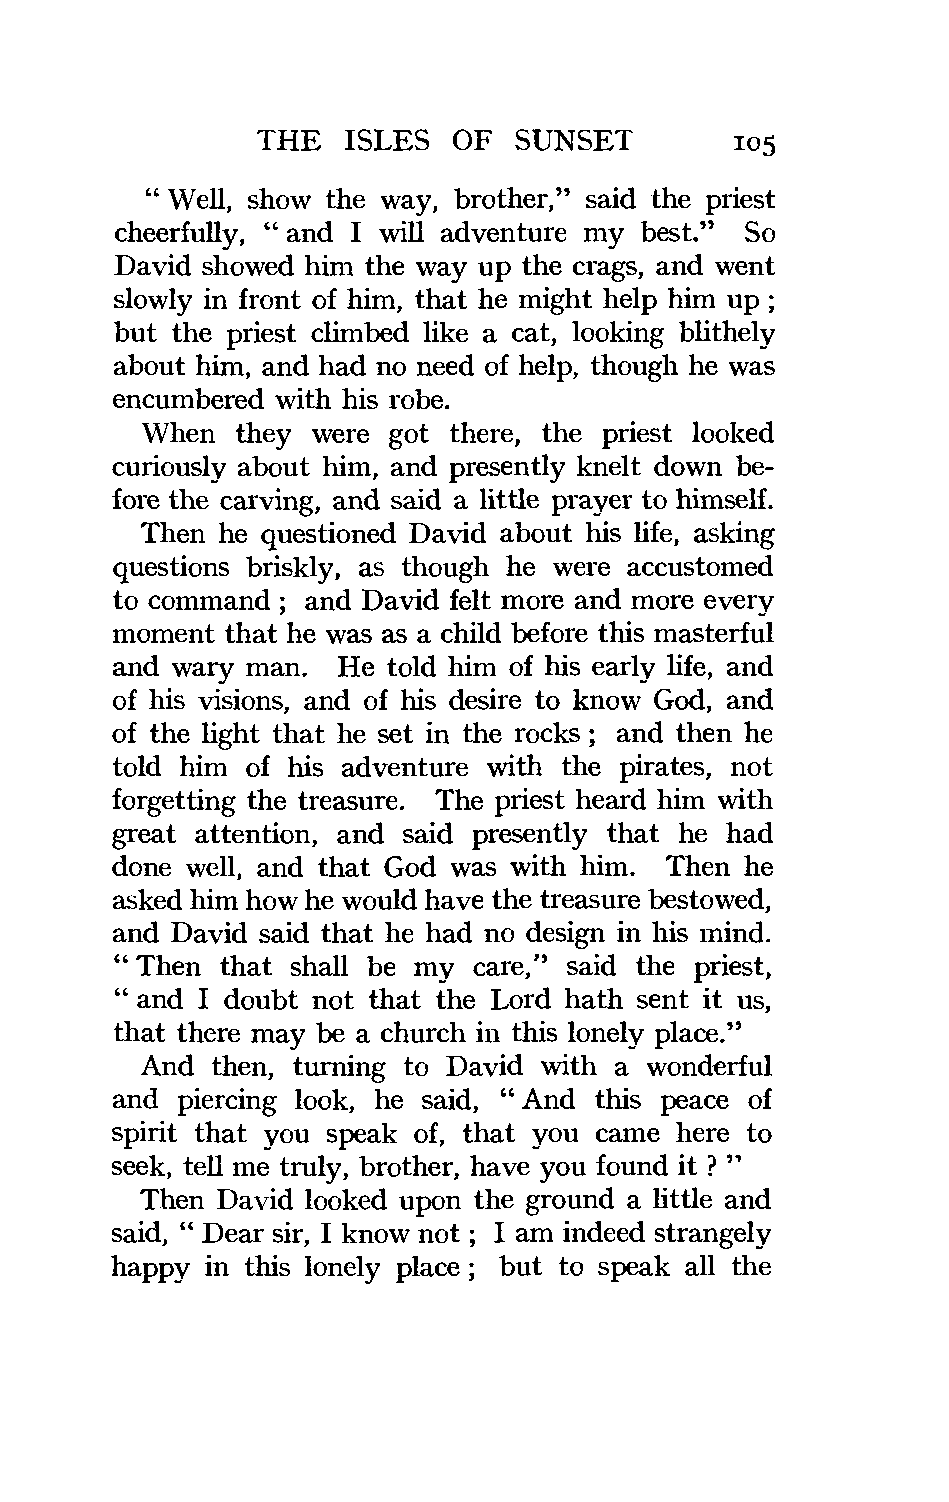 THE ISLES OF SUNSET 105
“ Well, show the way, brother,” said the priest
cheerfully, “ and I will adventure my best.” So
David showed him the way up the crags, and went
slowly in front of him, that he might help him up ;
but the priest climbed like a cat, looking blithely
about him, and had no need of help, though he was
encumbered with his robe.
When they were got there, the priest looked
curiously about him, and presently knelt down be-
fore the carving, and said a little prayer to himself.
Then he questioned David about his life, asking
questions briskly, as though he were accustomed
to command ; and David felt more and more every
moment that he was as a child before this masterful
and wary man. He told him of his early life, and
of his visions, and of his desire to know God, and
of the light that he set in the rocks ; and then he
told him of his adventure with the pirates, not
forgetting the treasure. The priest heard him with
great attention, and said presently that he had
done well, and that God was with him. Then he
asked him how he would have the treasure bestowed,
and David said that he had no design in his mind.
“ Then that shall be my care,” said the priest,
“ and I doubt not that the Lord hath sent it us,
that there may be a church in this lonely place.”
And then, turning to David with a wonderful
and piercing look, he said, “ And this peace of
spirit that you speak of, that you came here to
seek, tell me truly, brother, have you found it ? ”
Then David looked upon the ground a little and
said, “ Dear sir, I know not ; I am indeed strangely
happy in this lonely place ; but to speak all the